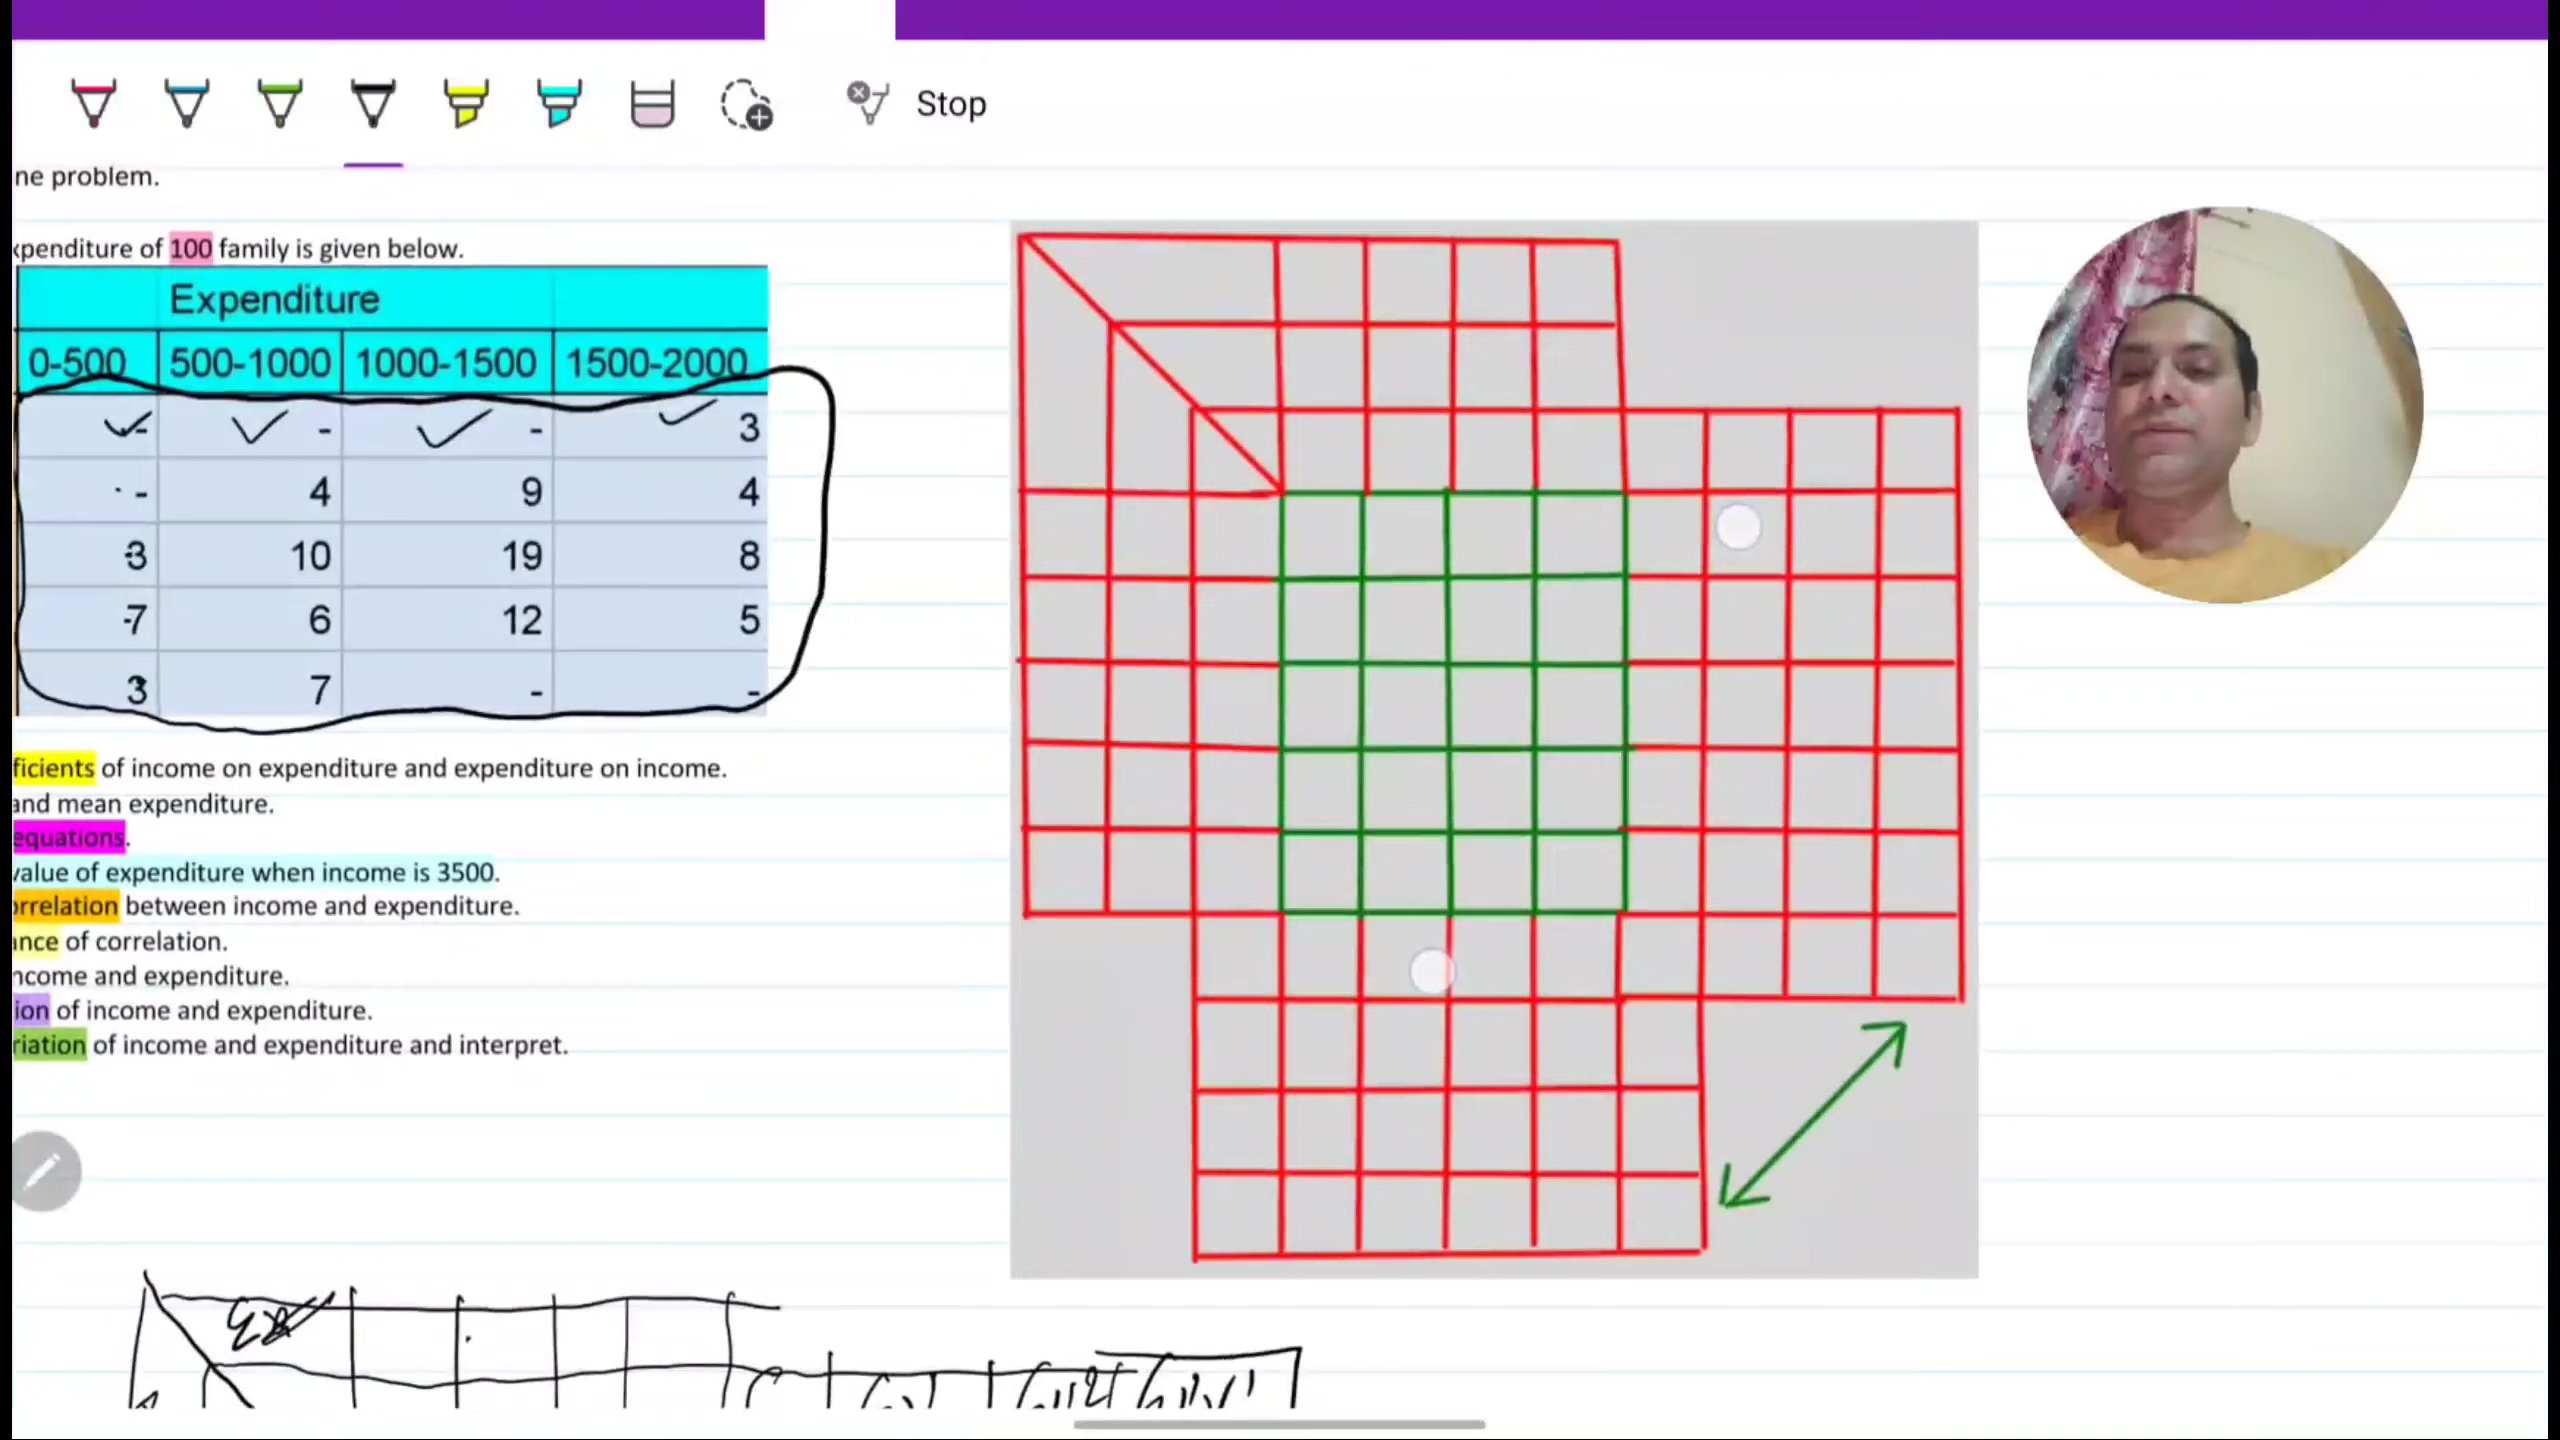 Stop
ne problem.
xpenditure of 100 family is given below.
Expenditure
0-500 500-1000 1000-1500 1500-2000
- - - 3
- 4 9 4
3 10 19 8
7 6 12 5
3 7 - -
ficients of income on expenditure and expenditure on income.
and mean expenditure.
equations.
value of expenditure when income is 3500.
orrelation between income and expenditure.
ance of correlation.
ncome and expenditure.
ion of income and expenditure.
riation of income and expenditure and interpret.